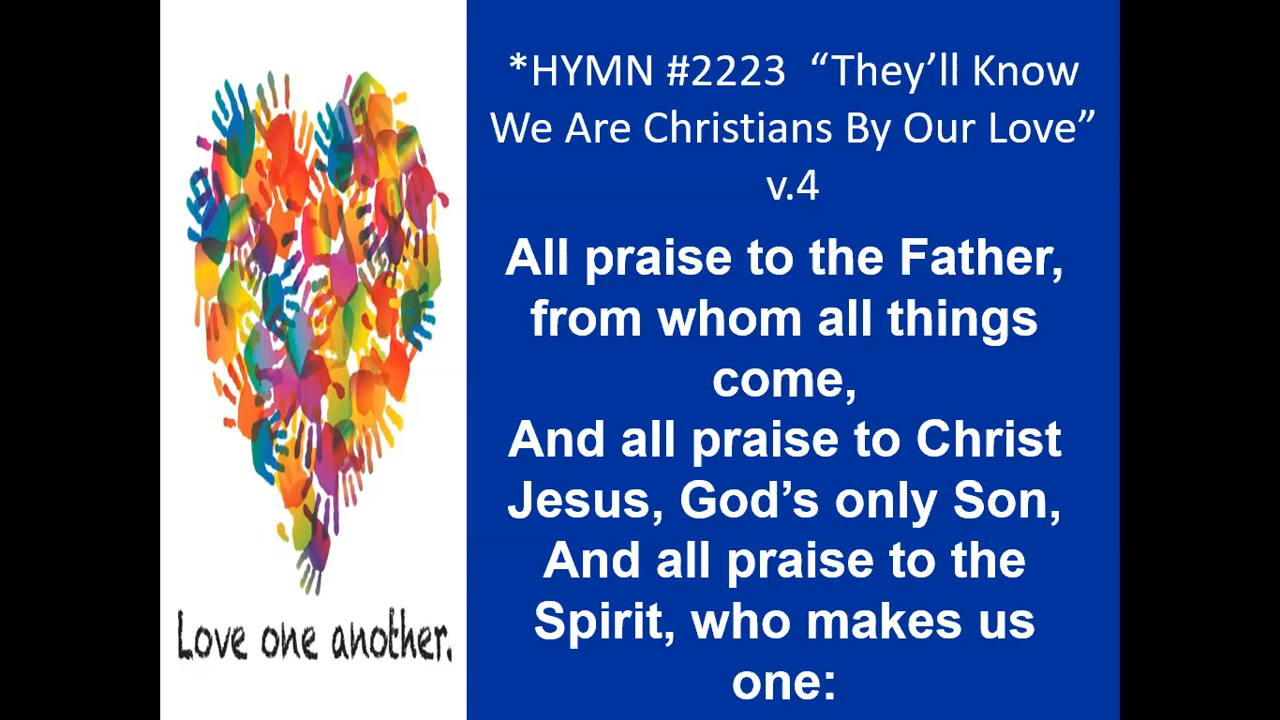 *HYMN #2223 “They’ll Know
We Are Christians By Our Love”
v.4
All praise to the Father,
from whom all things
come,
And all praise to Christ
Jesus, God’s only Son,
And all praise to the
Spirit, who makes us
one:
Love one another.